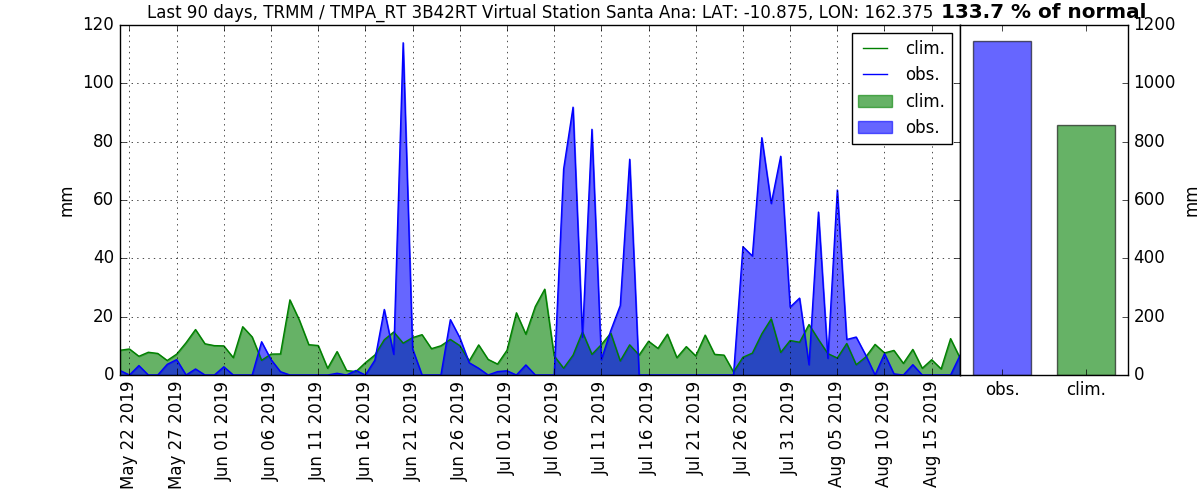 Last 90 days, TRMM / TMPA_RT 3B42RT Virtual Station Santa Ana: LAT: -10.875, LON: 162.375 133.7 % of normal
120
100
80
60
40
20
0
mm
clim.
obs.
clim.
obs.
1200
1000
800
600
400
200
0
mm
May 22 2019
May 27 2019
Jun 01 2019
Jun 06 2019
Jun 11 2019
Jun 16 2019
Jun 21 2019
Jun 26 2019
Jul 01 2019
Jul 06 2019
Jul 11 2019
Jul 16 2019
Jul 21 2019
Jul 26 2019
Jul 31 2019
Aug 05 2019
Aug 10 2019
Aug 15 2019
obs.
clim.